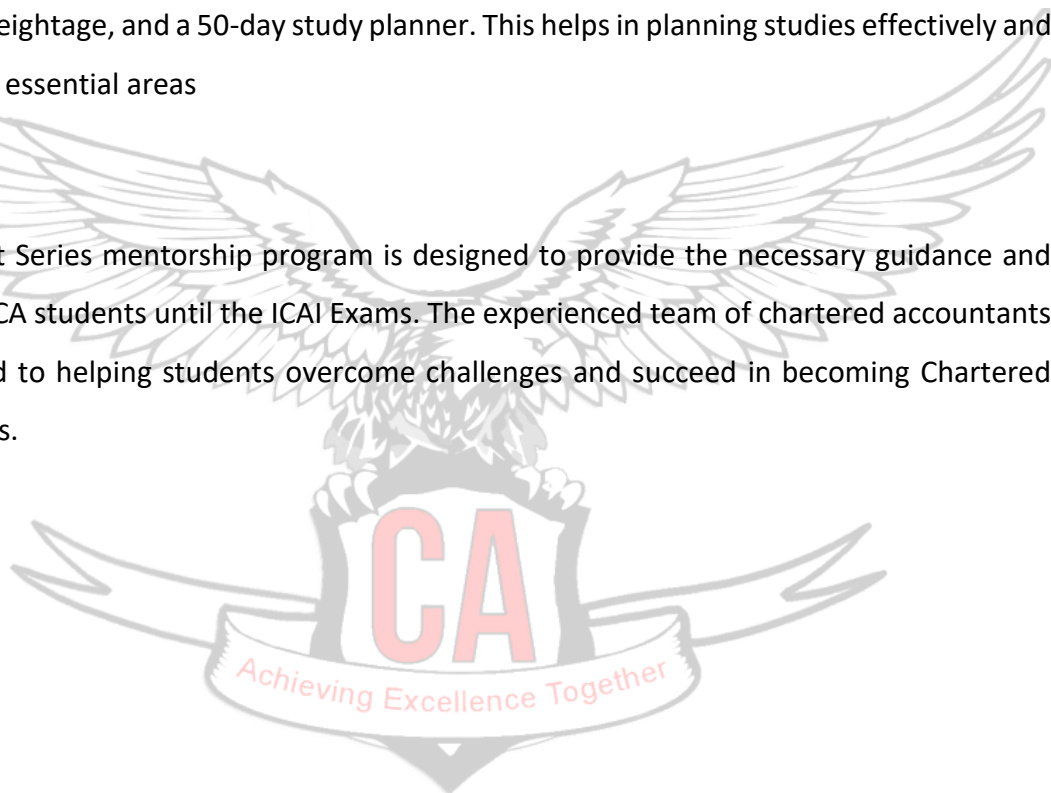 eightage, and a 50-day study planner. This helps in planning studies effectively and
essential areas
t Series mentorship program is designed to provide the necessary guidance and
CA students until the ICAI Exams. The experienced team of chartered accountants
d to helping students overcome challenges and succeed in becoming Chartered
s.
CA
Achieving Excellence Together